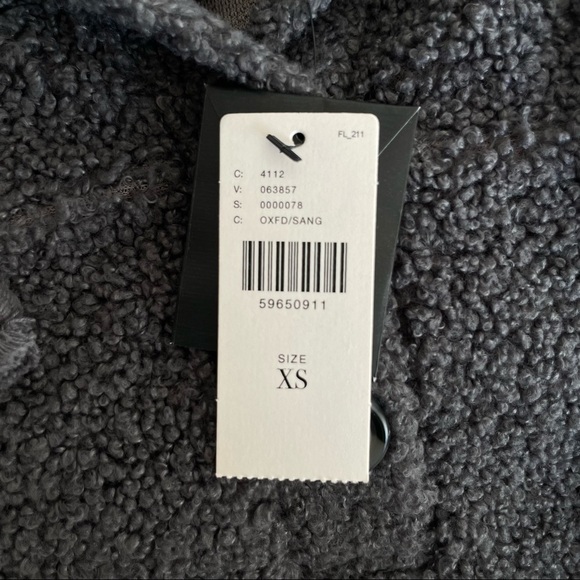 FL_211
C: 4112
V: 063857
S: 0000078
C: OXFD/SANG
59650911
SIZE
XS